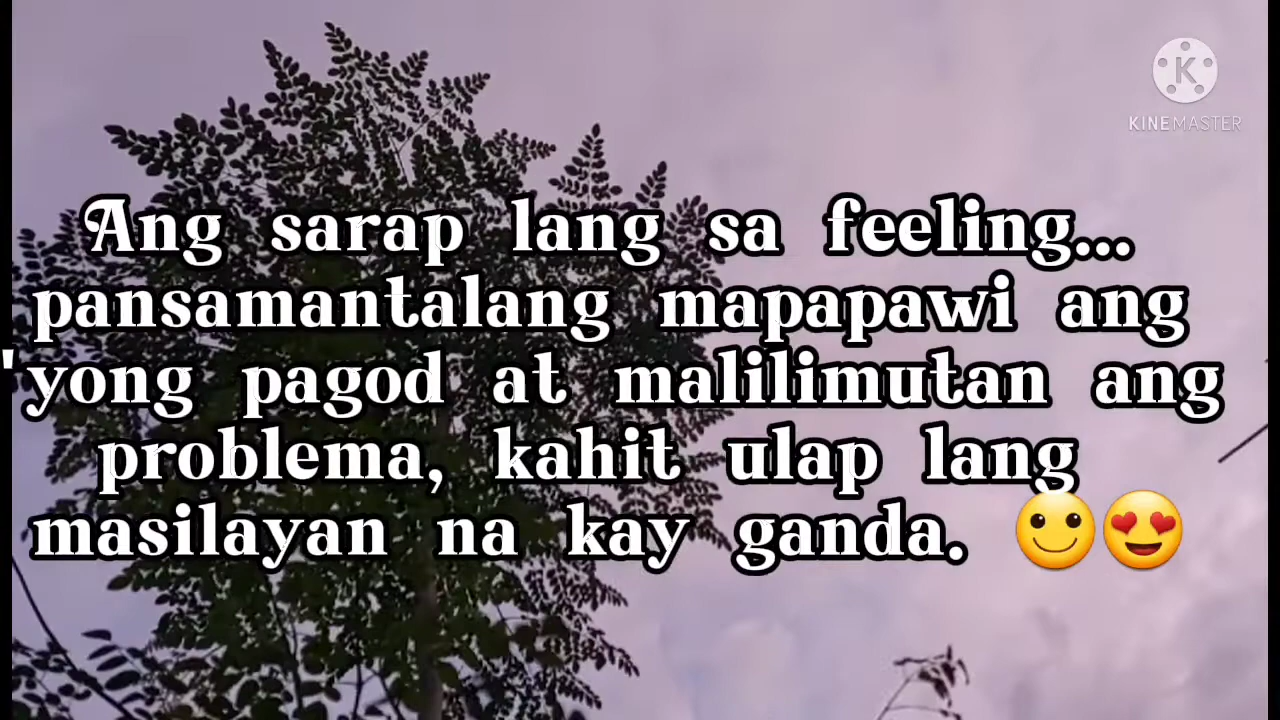 Ang sarap lang sa feeling...
pansamantalang mapapawi ang
'yong pagod at malilimutan ang
problema, kahit ulap lang
masilayan na kay ganda. 🙂😍
K
KINEMASTER